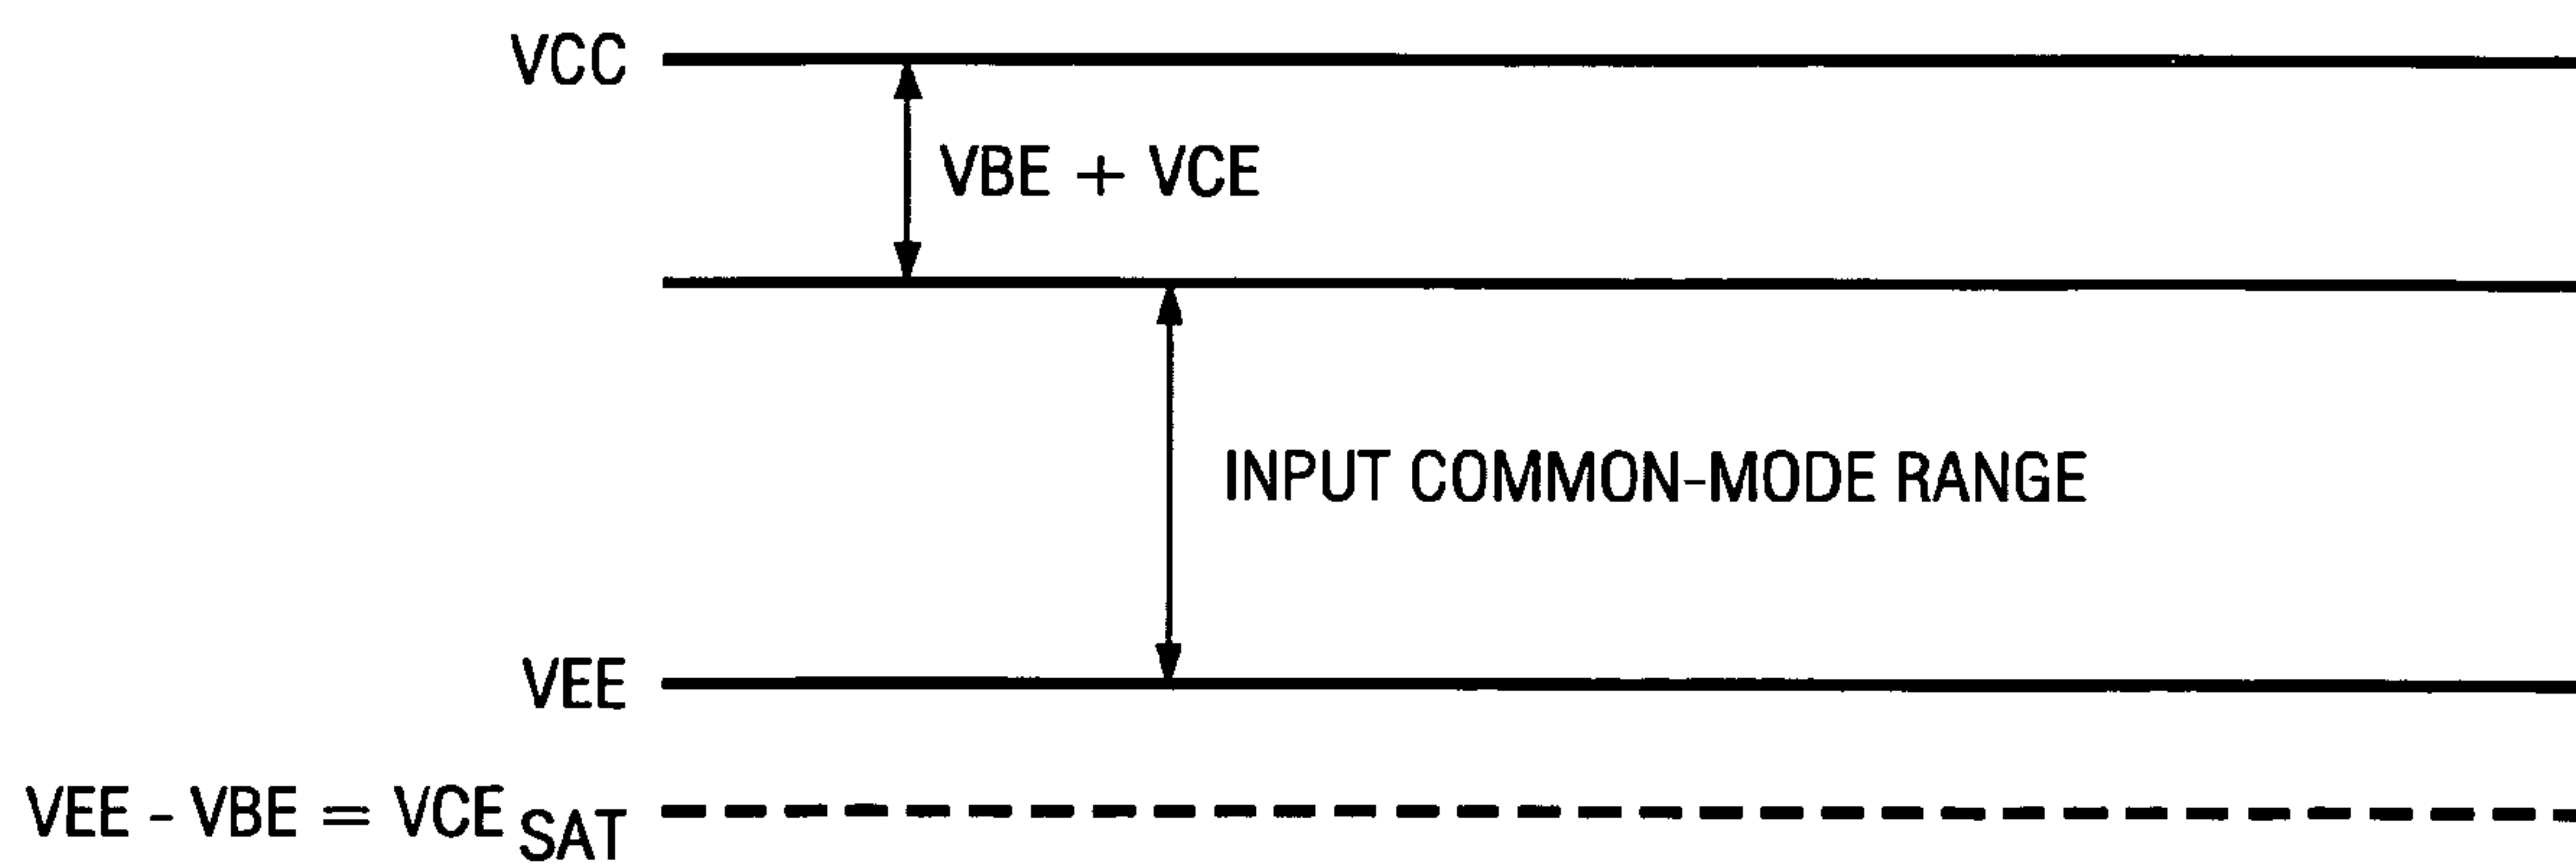 VCC
VBE + VCE
INPUT COMMON-MODE RANGE
VEE
VEE - VBE = VCE SAT